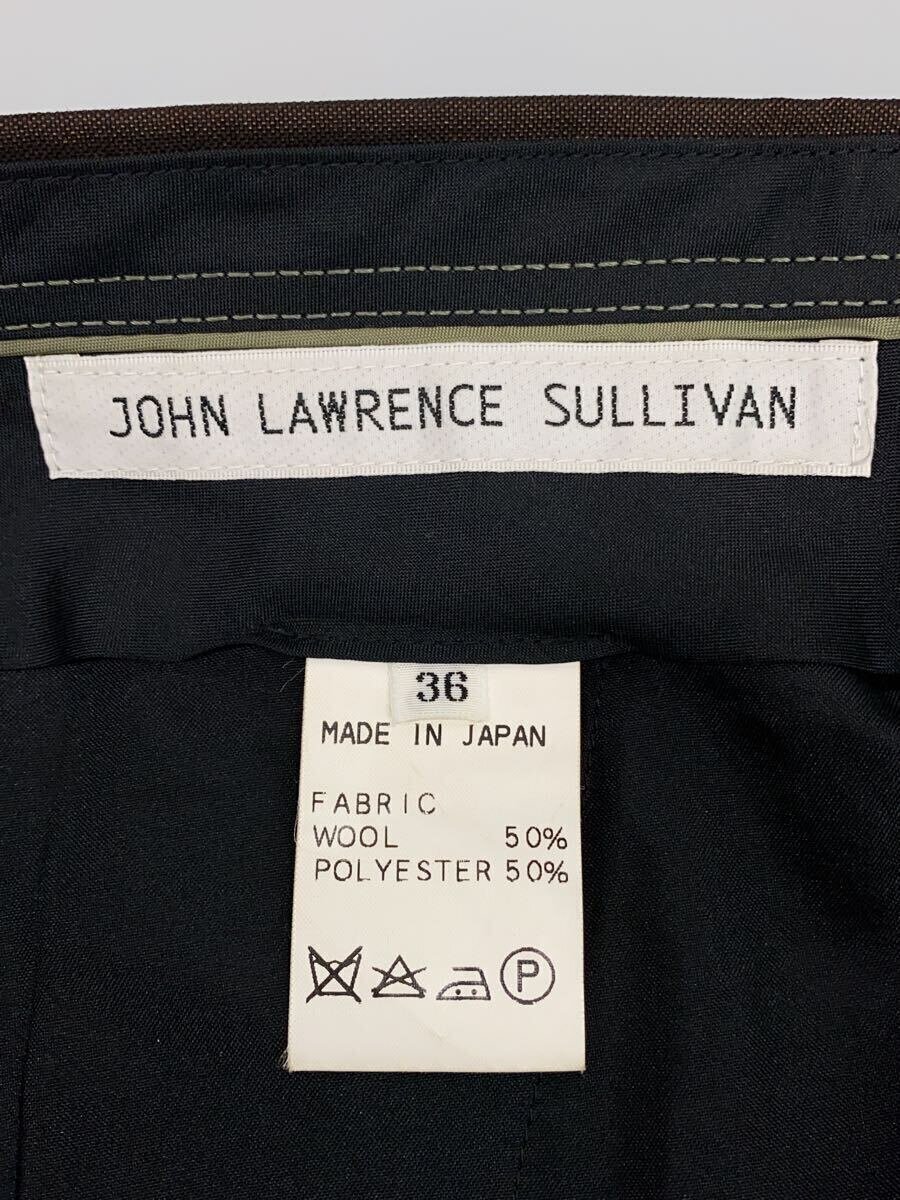 JOHN LAWRENCE SULLIVAN
36
MADE IN JAPAN
FABRIC
WOOL 50%
POLYESTER 50%
P